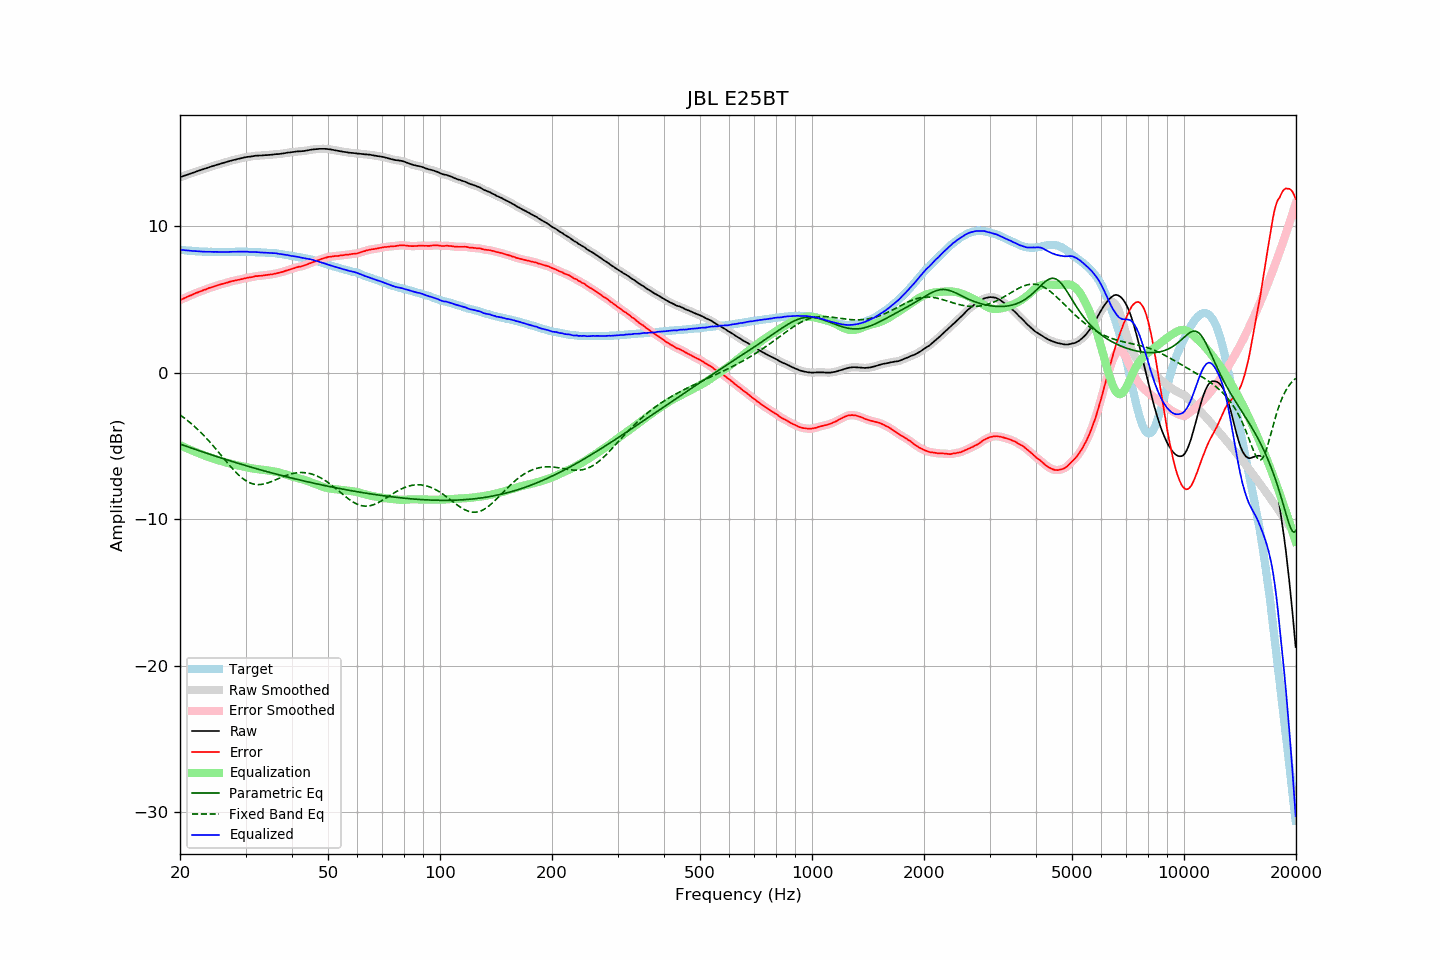 JBL E25BT
Amplitude (dBr)
10
0
−10
−20
−30
Target
Raw Smoothed
Error Smoothed
Raw
Error
Equalization
Parametric Eq
Fixed Band Eq
Equalized
20 50 100 200 500 1000 2000 5000 10000 20000
Frequency (Hz)